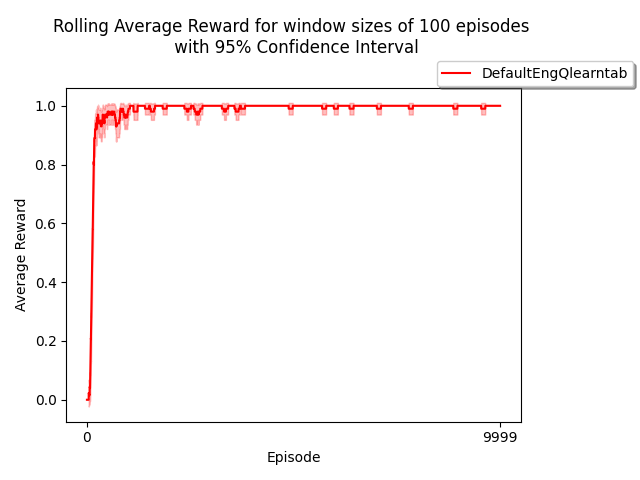 Rolling Average Reward for window sizes of 100 episodes
with 95% Confidence Interval
DefaultEngQlearntab
1.0
0.8
0.6
0.4
0.2
0.0
Average Reward
0
9999
Episode